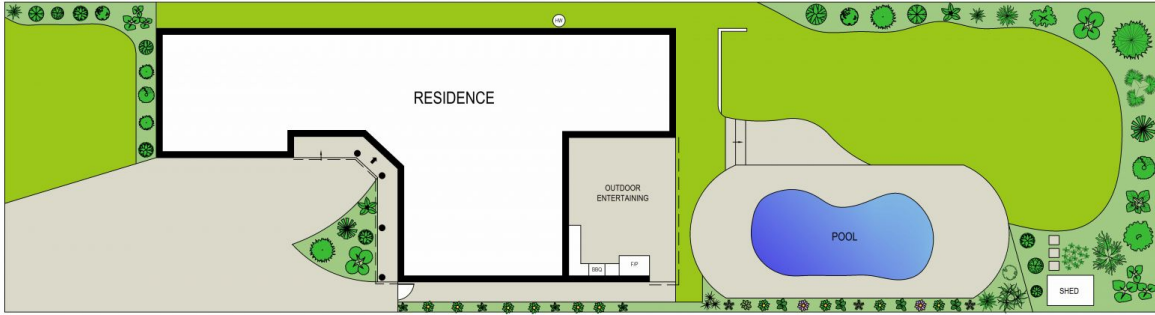 HW
RESIDENCE
OUTDOOR
ENTERTAINING
POOL
BBQ
F/P
SHED